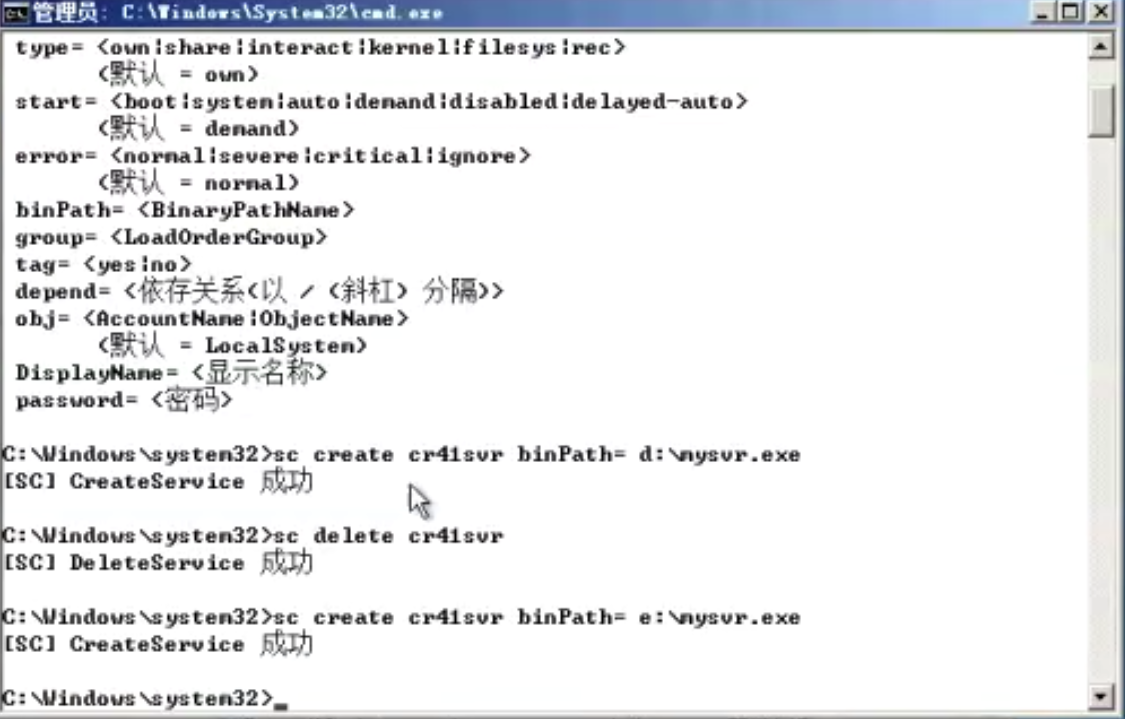 管理员: C:\Windows\System32\cmd.exe
type= <own|share|interact|kernel|filesys|rec>
(默认 = own)
start= <boot|system|auto|demand|disabled|delayed-auto>
(默认 = demand)
error= <normal|severe|critical|ignore>
(默认 = normal)
binPath= <BinaryPathName>
group= <LoadOrderGroup>
tag= <yes|no>
depend= <依存关系(以 / (斜杠) 分隔)>
obj= <AccountName|ObjectName>
(默认 = LocalSystem)
DisplayName= <显示名称>
password= <密码>
C:\Windows\system32>sc create cr41svr binPath= d:\mysvr.exe
[SC] CreateService 成功
C:\Windows\system32>sc delete cr41svr
[SC] DeleteService 成功
C:\Windows\system32>sc create cr41svr binPath= e:\mysvr.exe
[SC] CreateService 成功
C:\Windows\system32>_